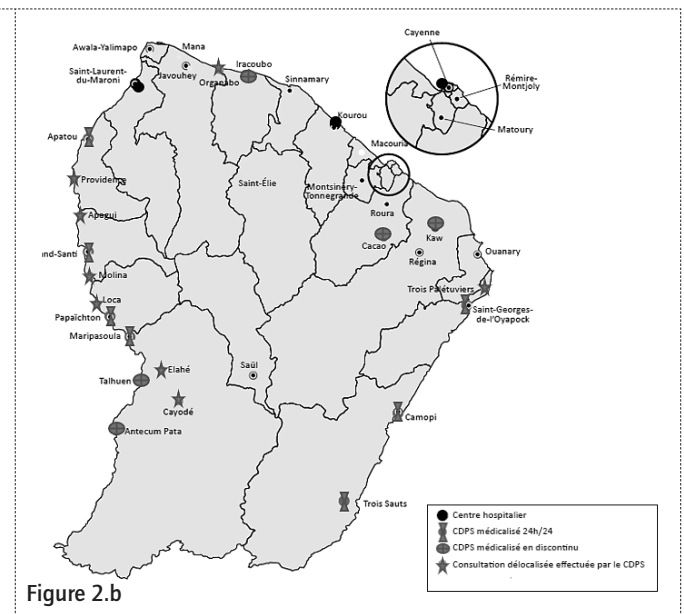 Cayenne
Awala-Yalimapo
Mana
Iracoubo
Saint-Laurent-
du-Maroni
Javouhey
Organabo
Sinnamary
Rémire-
Montjoly
Kourou
Matoury
Apatou
Macouria
Providence
Saint-Élie
Montsinéry-
Tonnegrande
Apagui
Roura
Kaw
Cacao
nd-Santi
Ouanary
Régina
Molina
Trois Palétuviers
Loca
Papaïchton
Saint-Georges-
de-l'Oyapock
Maripasoula
Saül
Elahé
Talhuen
Cayodé
Camopi
Antecum Pata
Trois Sauts
Centre hospitalier
CDPS médicalisé 24h/24
CDPS médicalisé en discontinu
Consultation délocalisée effectuée par le CDPS
Figure 2.b